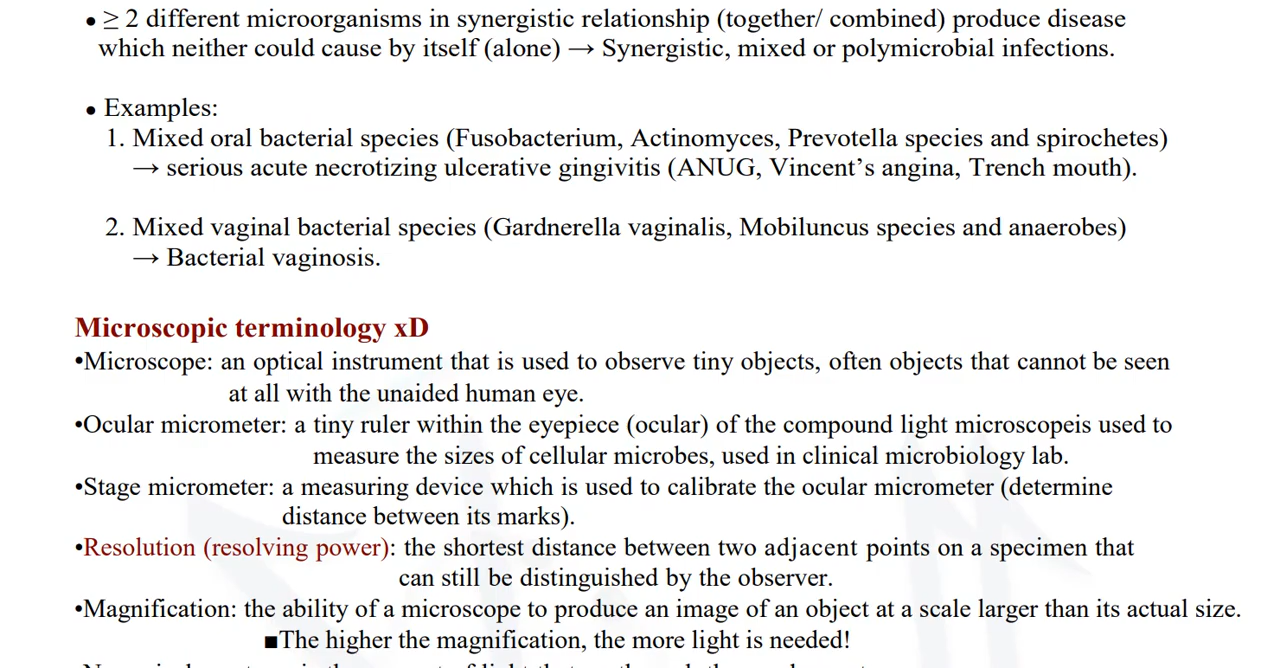 • ≥ 2 different microorganisms in synergistic relationship (together/ combined) produce disease
which neither could cause by itself (alone) → Synergistic, mixed or polymicrobial infections.
• Examples:
1. Mixed oral bacterial species (Fusobacterium, Actinomyces, Prevotella species and spirochetes)
→ serious acute necrotizing ulcerative gingivitis (ANUG, Vincent’s angina, Trench mouth).
2. Mixed vaginal bacterial species (Gardnerella vaginalis, Mobiluncus species and anaerobes)
→ Bacterial vaginosis.
Microscopic terminology xD
•Microscope: an optical instrument that is used to observe tiny objects, often objects that cannot be seen
at all with the unaided human eye.
•Ocular micrometer: a tiny ruler within the eyepiece (ocular) of the compound light microscopeis used to
measure the sizes of cellular microbes, used in clinical microbiology lab.
•Stage micrometer: a measuring device which is used to calibrate the ocular micrometer (determine
distance between its marks).
•Resolution (resolving power): the shortest distance between two adjacent points on a specimen that
can still be distinguished by the observer.
•Magnification: the ability of a microscope to produce an image of an object at a scale larger than its actual size.
■The higher the magnification, the more light is needed!